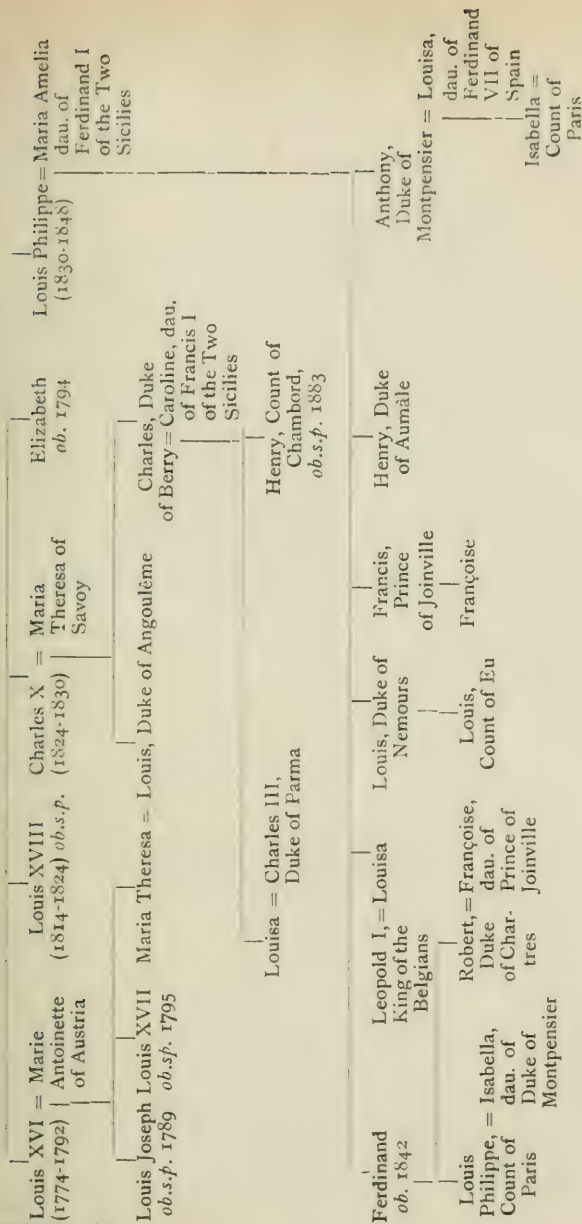 Louis XVI = Marie
(1774-1792) Antoinette
of Austria
Louis XVIII
(1814-1824) ob.s.p.
Charles X = Maria
(1824-1830) Theresa of
Savoy
Elizabeth
ob. 1794
Louis Philippe = Maria Amelia
(1830-1848) dau. of
Ferdinand I
of the Two
Sicilies
Louis Joseph
ob.s.p. 1789
Louis XVII
ob.sp. 1795
Maria Theresa = Louis, Duke of Angoulême
Charles, Duke
of Berry = Caroline, dau.
of Francis I
of the Two
Sicilies
Louisa = Charles III,
Duke of Parma
Henry, Count of
Chambord,
ob.s.p. 1883
Ferdinand
ob. 1842
Leopold I, = Louisa
King of the
Belgians
Louis, Duke of
Nemours
Francis,
Prince
of Joinville
Henry, Duke
of Aumâle
Anthony,
Duke of
Montpensier = Louisa,
dau. of
Ferdinand
VII of
Spain
Louis
Philippe, = Isabella,
Count of dau. of
Paris Duke of
Montpensier
Robert, = Françoise,
Duke dau. of
of Char- Prince of
tres Joinville
Louis,
Count of Eu
Françoise
Isabella =
Count of
Paris